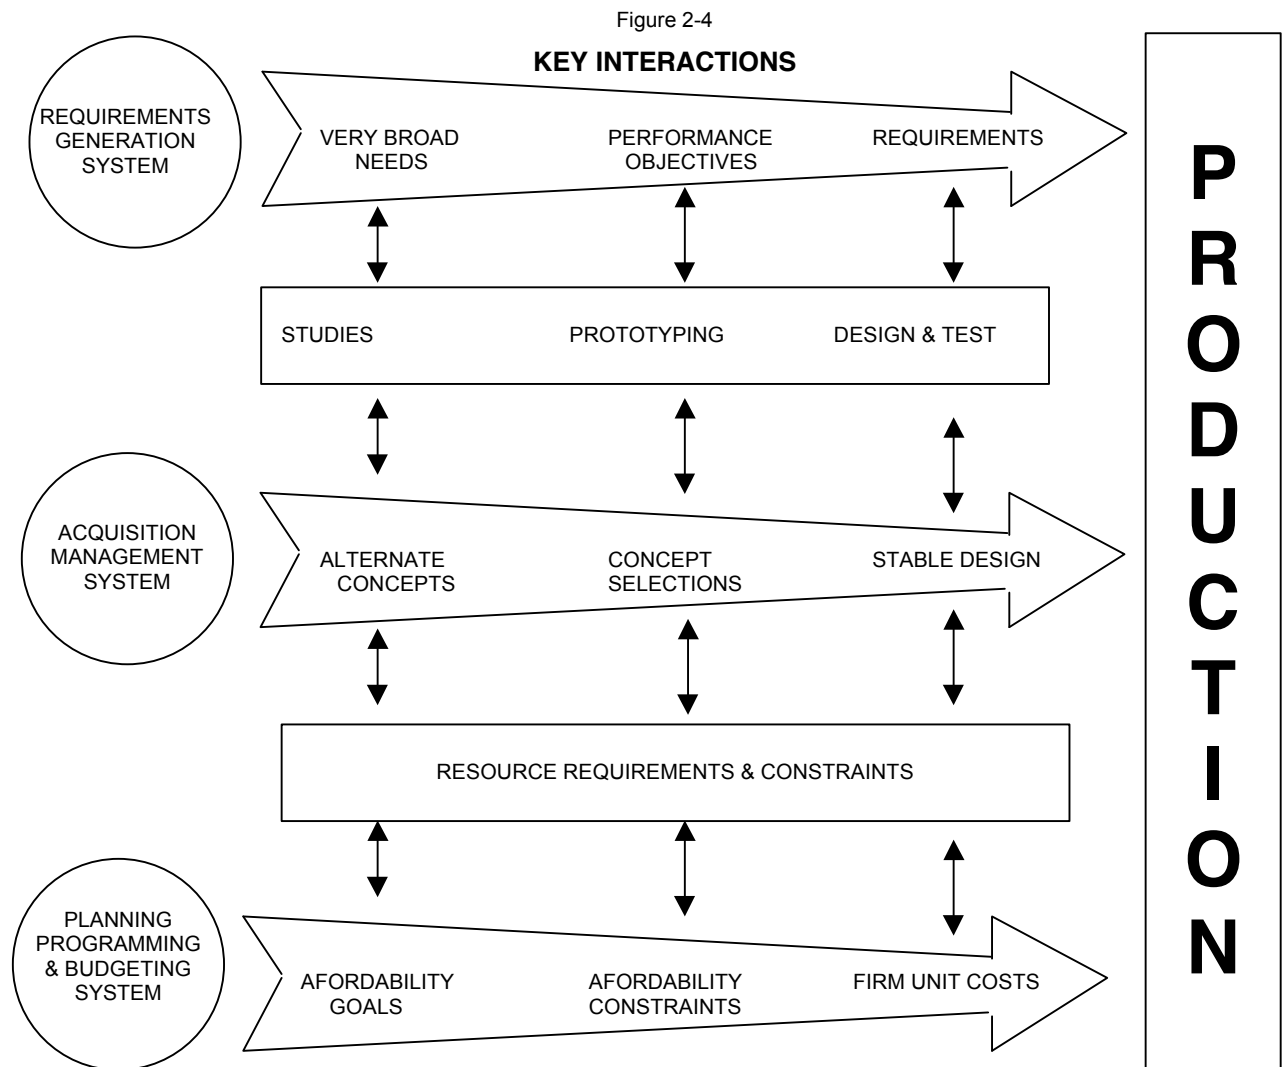 Figure 2-4
KEY INTERACTIONS
REQUIREMENTS
GENERATION
SYSTEM
VERY BROAD
NEEDS
PERFORMANCE
OBJECTIVES
REQUIREMENTS
STUDIES
PROTOTYPING
DESIGN & TEST
ACQUISITION
MANAGEMENT
SYSTEM
ALTERNATE
CONCEPTS
CONCEPT
SELECTIONS
STABLE DESIGN
RESOURCE REQUIREMENTS & CONSTRAINTS
PLANNING
PROGRAMMING
& BUDGETING
SYSTEM
AFORDABILITY
GOALS
AFORDABILITY
CONSTRAINTS
FIRM UNIT COSTS
P
R
O
D
U
C
T
I
O
N